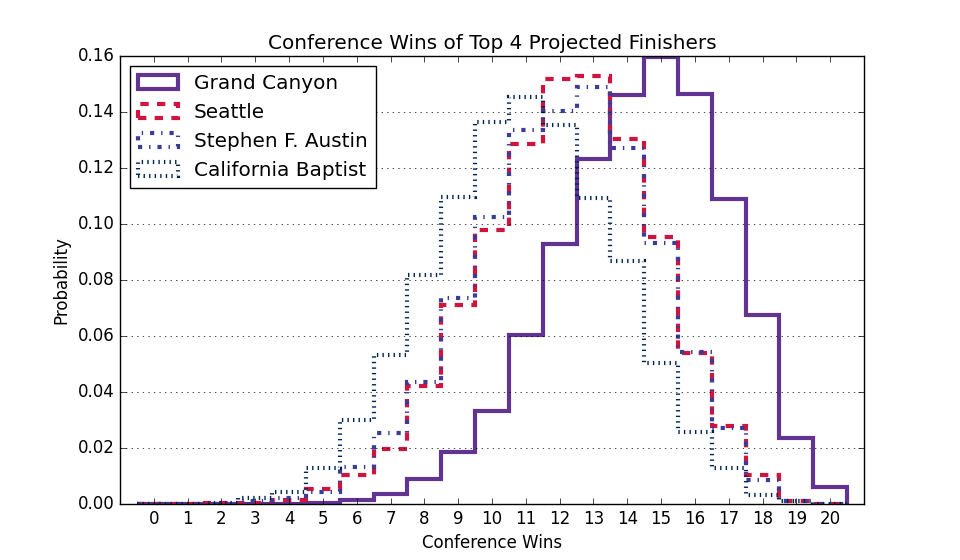 Conference Wins of Top 4 Projected Finishers
Grand Canyon
Seattle
Stephen F. Austin
California Baptist
Probability
0.16
0.14
0.12
0.10
0.08
0.06
0.04
0.02
0.00
0 1 2 3 4 5 6 7 8 9 10 11 12 13 14 15 16 17 18 19 20
Conference Wins